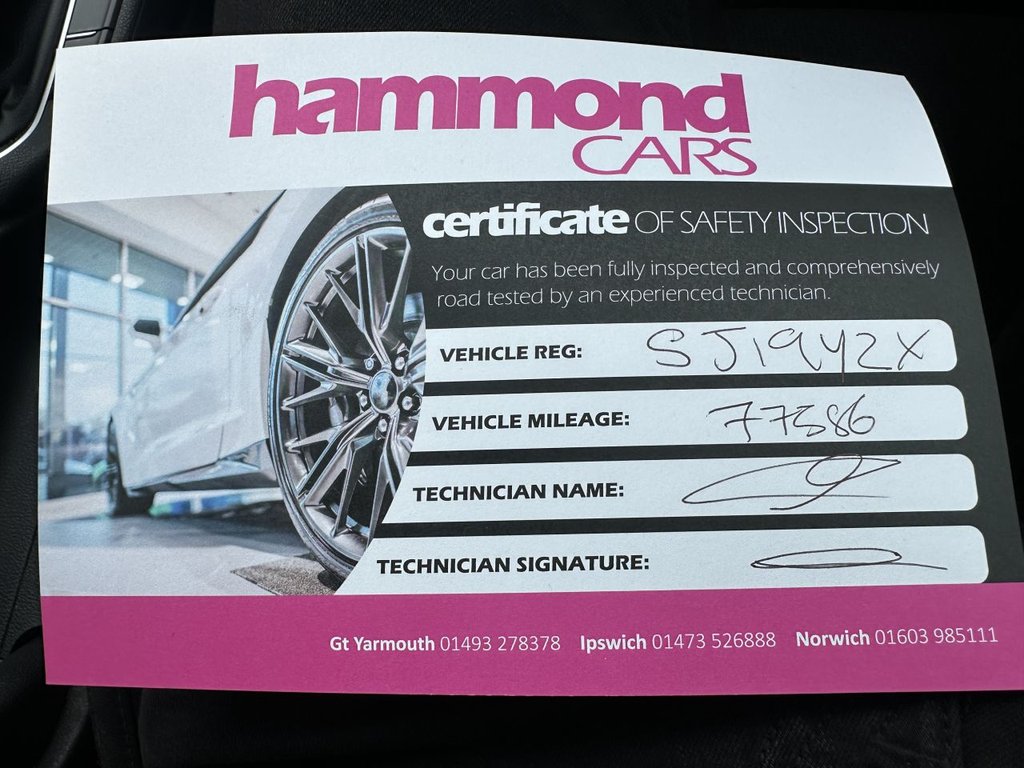 hammond
CARS
certificate OF SAFETY INSPECTION
Your car has been fully inspected and comprehensively
road tested by an experienced technician.
VEHICLE REG: SJ19YZX
VEHICLE MILEAGE: 77386
TECHNICIAN NAME:
TECHNICIAN SIGNATURE:
Gt Yarmouth 01493 278378 Ipswich 01473 526888 Norwich 01603 985111